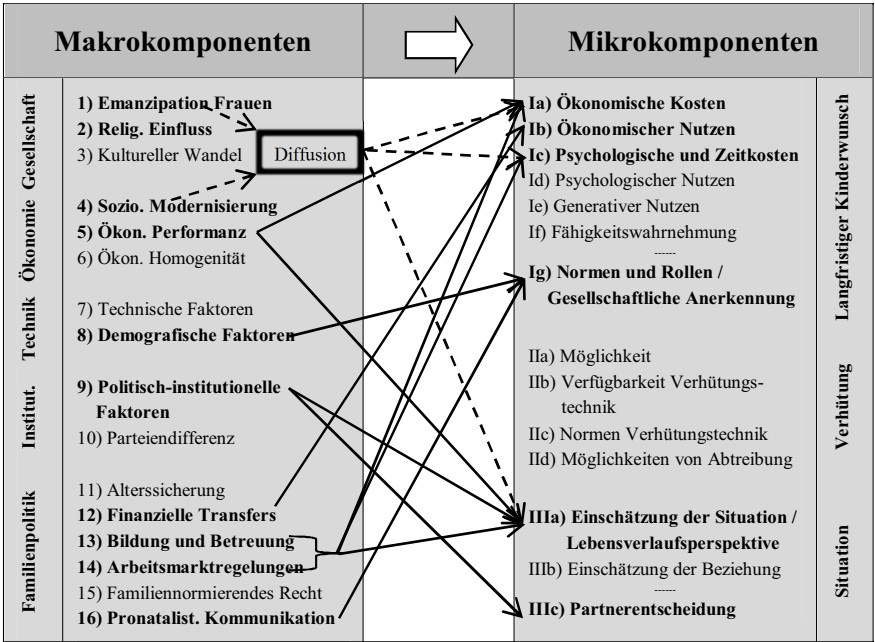 Makrokomponenten
Mikrokomponenten
Gesellschaft
1) Emanzipation Frauen
2) Relig. Einfluss
3) Kultureller Wandel
Diffusion
Ökonomie
4) Sozio. Modernisierung
5) Ökon. Performanz
6) Ökon. Homogenität
Technik
7) Technische Faktoren
8) Demografische Faktoren
Institut.
9) Politisch-institutionelle
Faktoren
10) Parteiendifferenz
Familienpolitik
11) Alterssicherung
12) Finanzielle Transfers
13) Bildung und Betreuung
14) Arbeitsmarktregelungen
15) Familiennormierendes Recht
16) Pronatalist. Kommunikation
Ia) Ökonomische Kosten
Ib) Ökonomischer Nutzen
Ic) Psychologische und Zeitkosten
Id) Psychologischer Nutzen
Ie) Generativer Nutzen
If) Fähigkeitswahrnehmung
------
Ig) Normen und Rollen /
Gesellschaftliche Anerkennung
Langfristiger Kinderwunsch
IIa) Möglichkeit
IIb) Verfügbarkeit Verhütungs-
technik
IIc) Normen Verhütungstechnik
IId) Möglichkeiten von Abtreibung
Verhütung
IIIa) Einschätzung der Situation /
Lebensverlaufsperspektive
IIIb) Einschätzung der Beziehung
------
IIIc) Partnerentscheidung
Situation